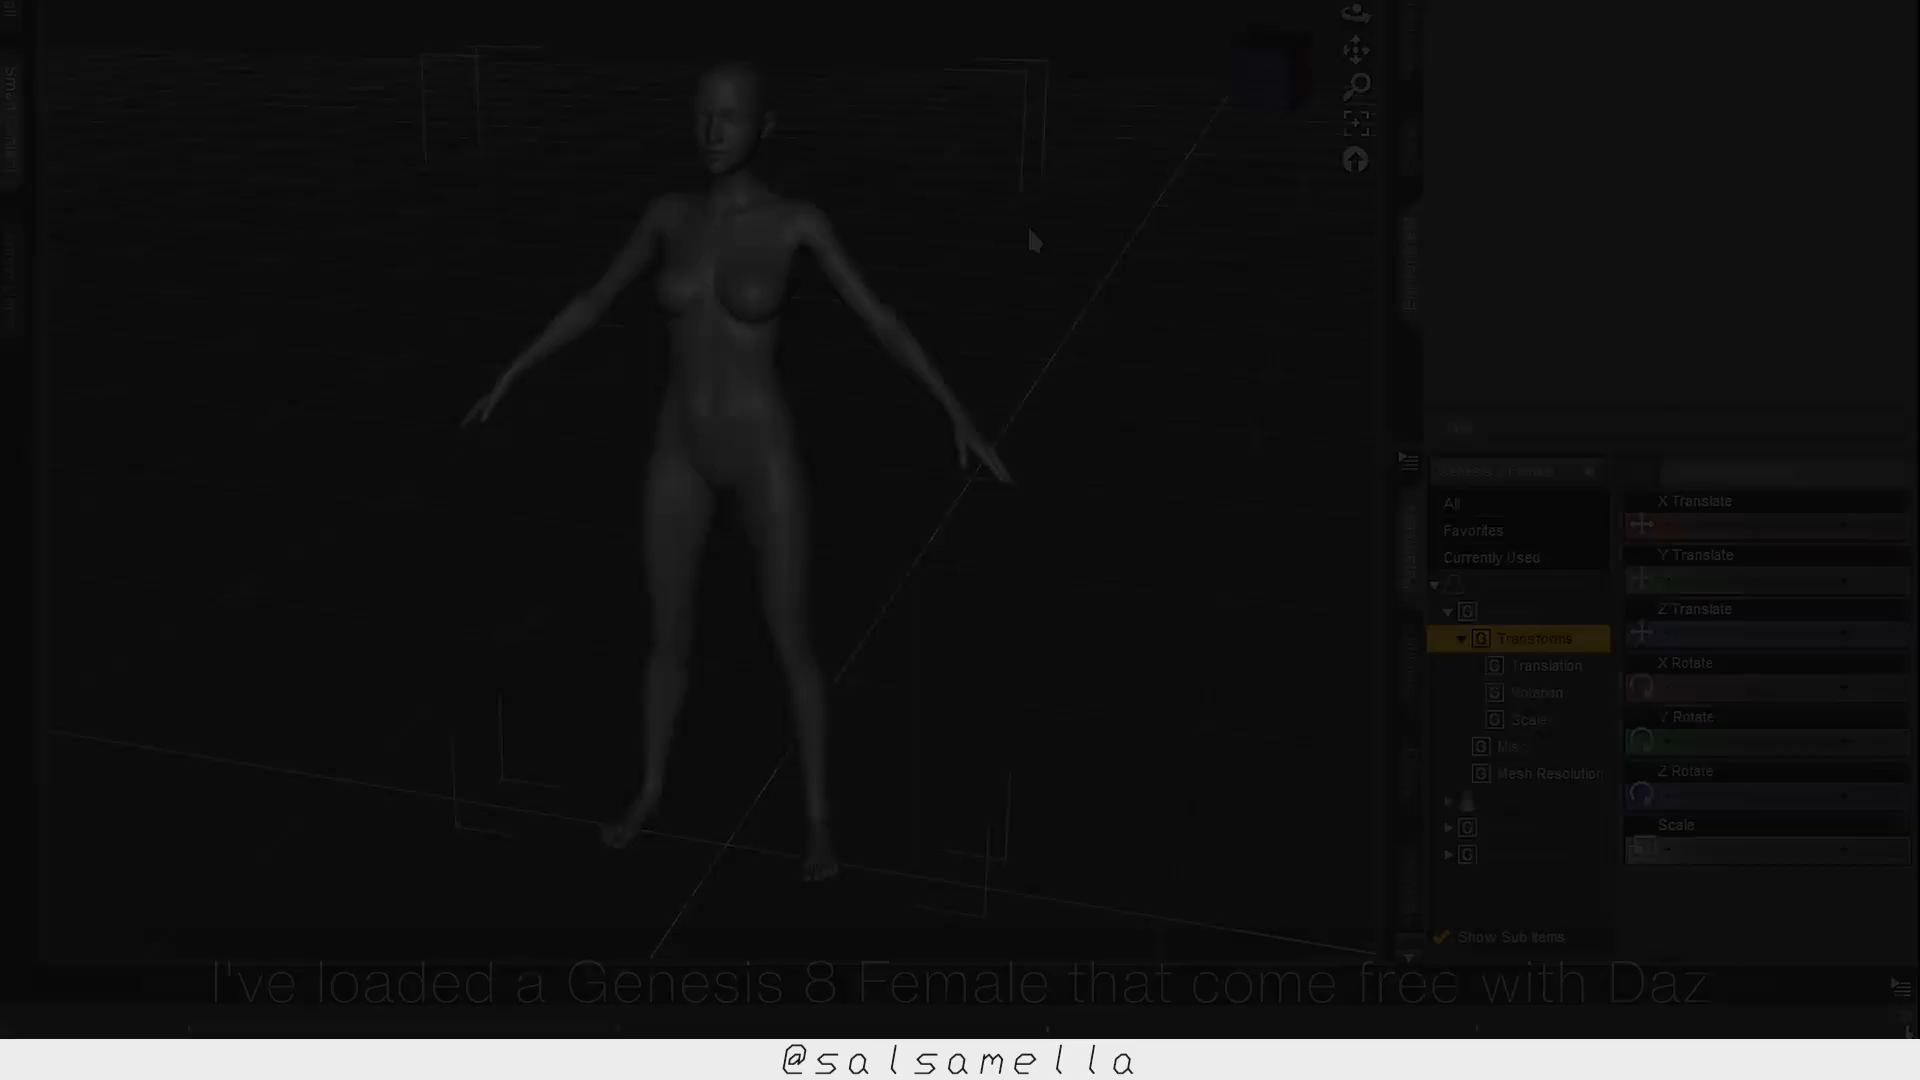 All
Favorites
Currently Used
Transforms
Translation
Rotation
Scale
Mesh Resolution
Show Sub Items
X Translate
Y Translate
Z Translate
X Rotate
Y Rotate
Z Rotate
Scale
I've loaded a Genesis 8 Female that come free with Daz
@salsamella